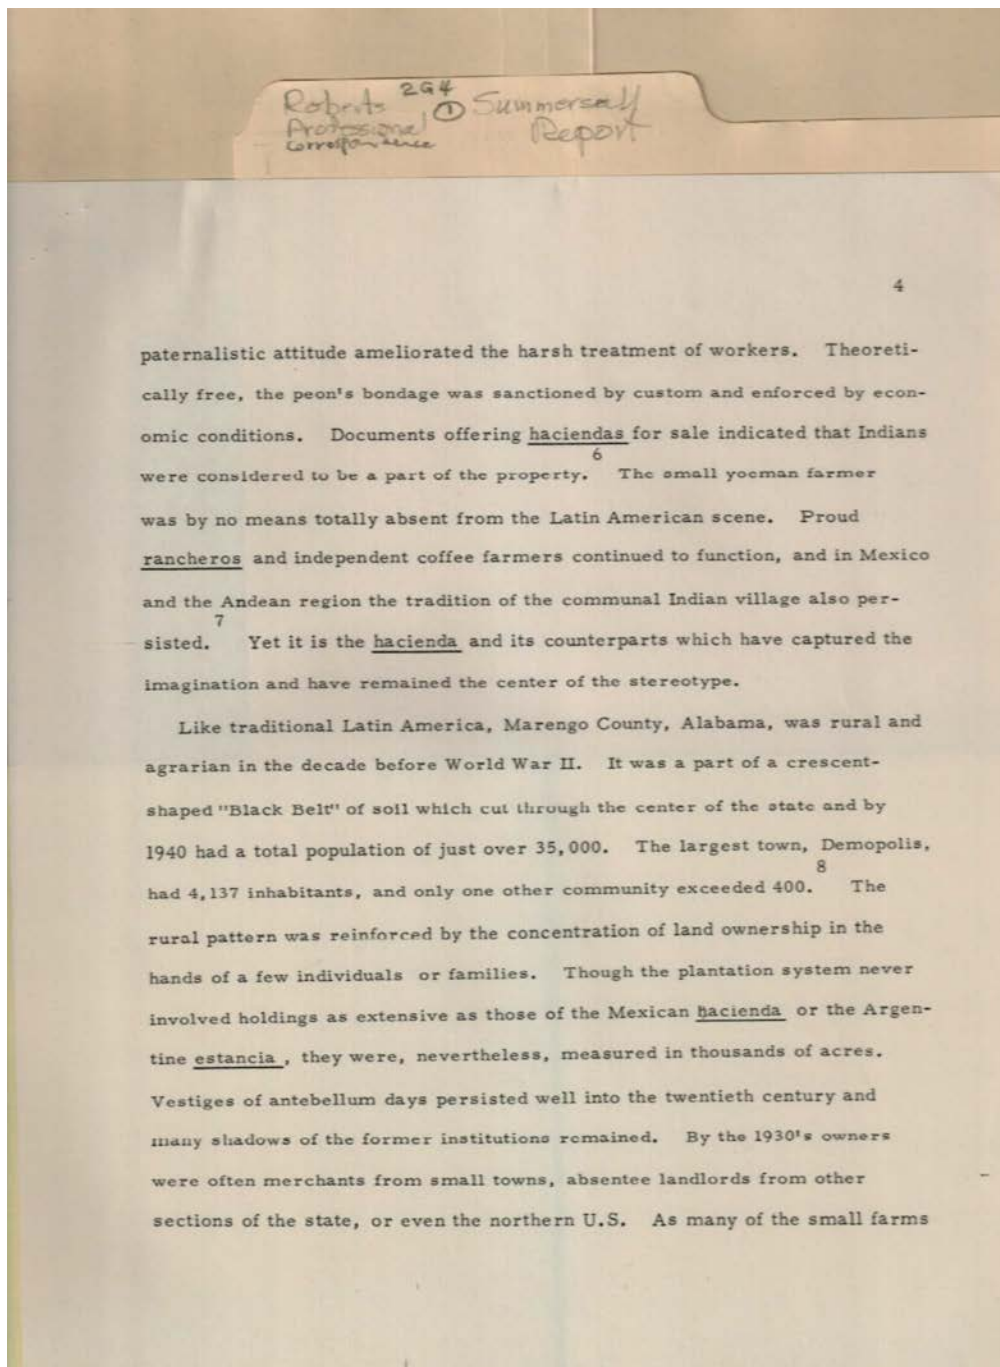 2G4
Roberts ① Summersell
Professional Report
Correspondence
4
paternalistic attitude ameliorated the harsh treatment of workers. Theoreti-
cally free, the peon's bondage was sanctioned by custom and enforced by econ-
omic conditions. Documents offering haciendas for sale indicated that Indians
6
were considered to be a part of the property. The small yoeman farmer
was by no means totally absent from the Latin American scene. Proud
rancheros and independent coffee farmers continued to function, and in Mexico
and the Andean region the tradition of the communal Indian village also per-
7
sisted. Yet it is the hacienda and its counterparts which have captured the
imagination and have remained the center of the stereotype.
Like traditional Latin America, Marengo County, Alabama, was rural and
agrarian in the decade before World War II. It was a part of a crescent-
shaped "Black Belt" of soil which cut through the center of the state and by
1940 had a total population of just over 35,000. The largest town, Demopolis,
8
had 4,137 inhabitants, and only one other community exceeded 400. The
rural pattern was reinforced by the concentration of land ownership in the
hands of a few individuals or families. Though the plantation system never
involved holdings as extensive as those of the Mexican hacienda or the Argen-
tine estancia , they were, nevertheless, measured in thousands of acres.
Vestiges of antebellum days persisted well into the twentieth century and
many shadows of the former institutions remained. By the 1930's owners
were often merchants from small towns, absentee landlords from other
sections of the state, or even the northern U.S. As many of the small farms